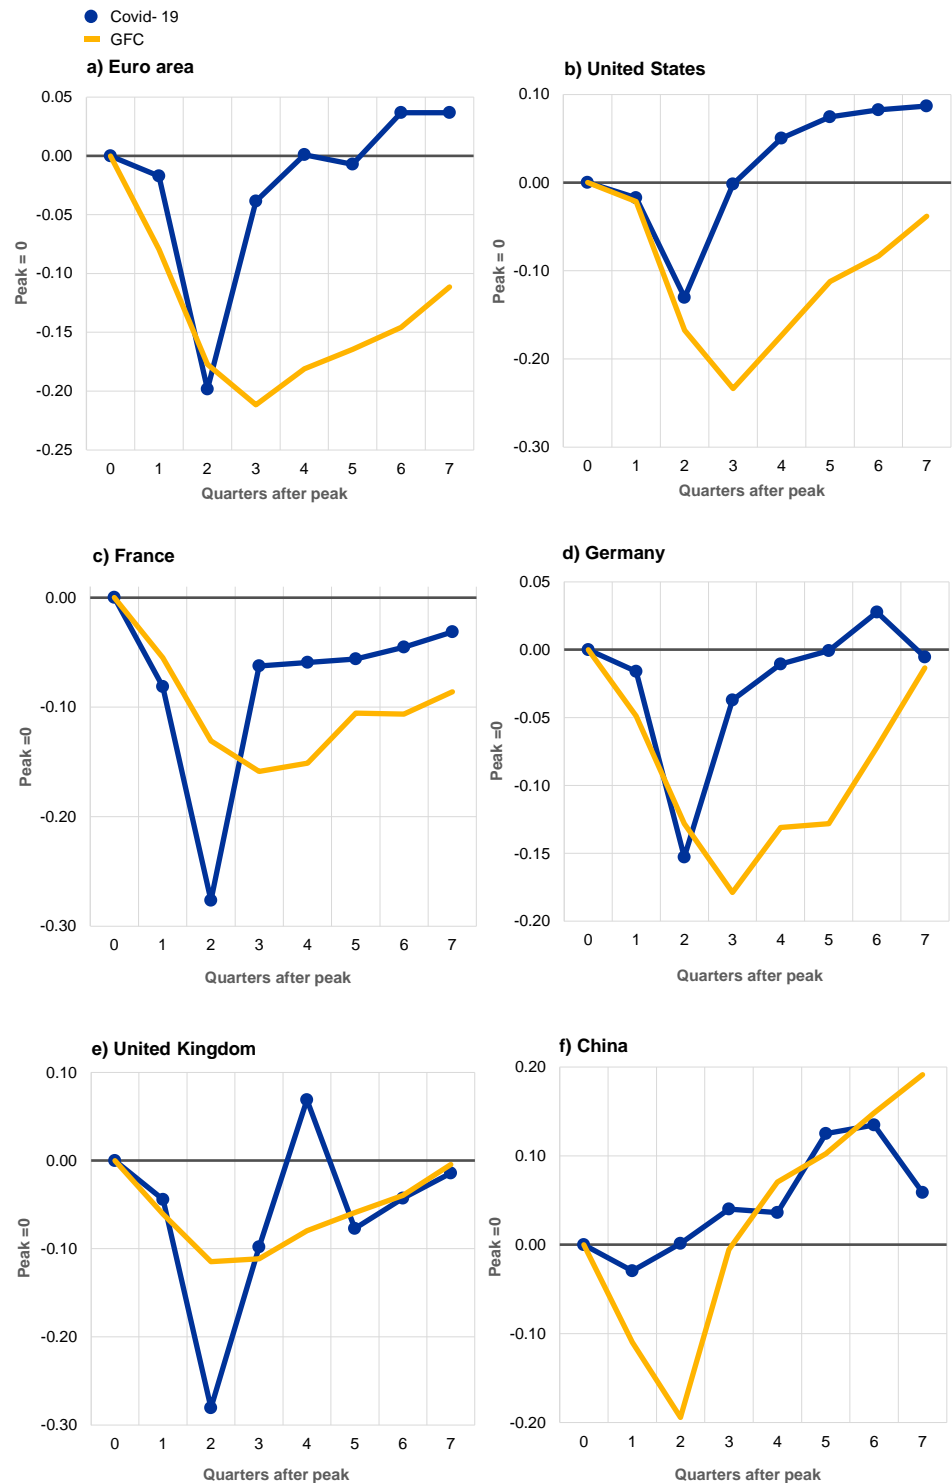 Covid- 19
GFC
a) Euro area
0.05
0.00
-0.05
-0.10
-0.15
-0.20
-0.25
Peak = 0
0 1 2 3 4 5 6 7
Quarters after peak
b) United States
0.10
0.00
-0.10
-0.20
-0.30
Peak = 0
0 1 2 3 4 5 6 7
Quarters after peak
c) France
0.00
-0.10
-0.20
-0.30
Peak =0
0 1 2 3 4 5 6 7
Quarters after peak
d) Germany
0.05
0.00
-0.05
-0.10
-0.15
-0.20
Peak =0
0 1 2 3 4 5 6 7
Quarters after peak
e) United Kingdom
0.10
0.00
-0.10
-0.20
-0.30
Peak =0
0 1 2 3 4 5 6 7
Quarters after peak
f) China
0.20
0.10
0.00
-0.10
-0.20
Peak =0
0 1 2 3 4 5 6 7
Quarters after peak